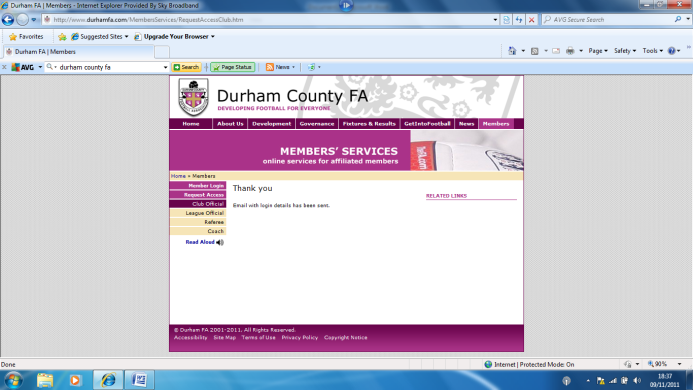 Durham FA | Members - Internet Explorer Provided By Sky Broadband
http://www.durhamfa.com/MemberServices/RequestAccessClub.htm
AVG Secure Search
Favorites Suggested Sites Upgrade Your Browser
Durham FA | Members
Page Safety Tools
AVG durham county fa Search Page Status News
Durham County FA
DEVELOPING FOOTBALL FOR EVERYONE
Home About Us Development Governance Fixtures & Results GetIntoFootball News Members
MEMBERS' SERVICES
online services for affiliated members
TheFA.com
Home » Members
Member Login
Request Access
Club Official
League Official
Referee
Coach
Read Aloud
Thank you
Email with login details has been sent.
RELATED LINKS
© Durham FA 2001-2011. All Rights Reserved.
Accessibility Site Map Terms of Use Privacy Policy Copyright Notice
Done
Internet | Protected Mode: On
90%
18:37
09/11/2011